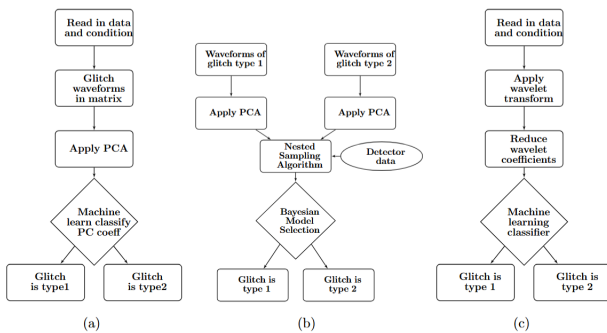 Read in data
and condition
Glitch
waveforms
in matrix
Apply PCA
Machine
learn classify
PC coeff
Glitch
is type1
Glitch
is type2
(a)
Waveforms of
glitch type 1
Waveforms of
glitch type 2
Apply PCA
Apply PCA
Nested
Sampling
Algorithm
Detector
data
Bayesian
Model
Selection
Glitch is
type 1
Glitch is
type 2
(b)
Read in data
and condition
Apply
wavelet
transform
Reduce
wavelet
coefficients
Machine
learning
classifier
Glitch
is type 1
Glitch
is type 2
(c)